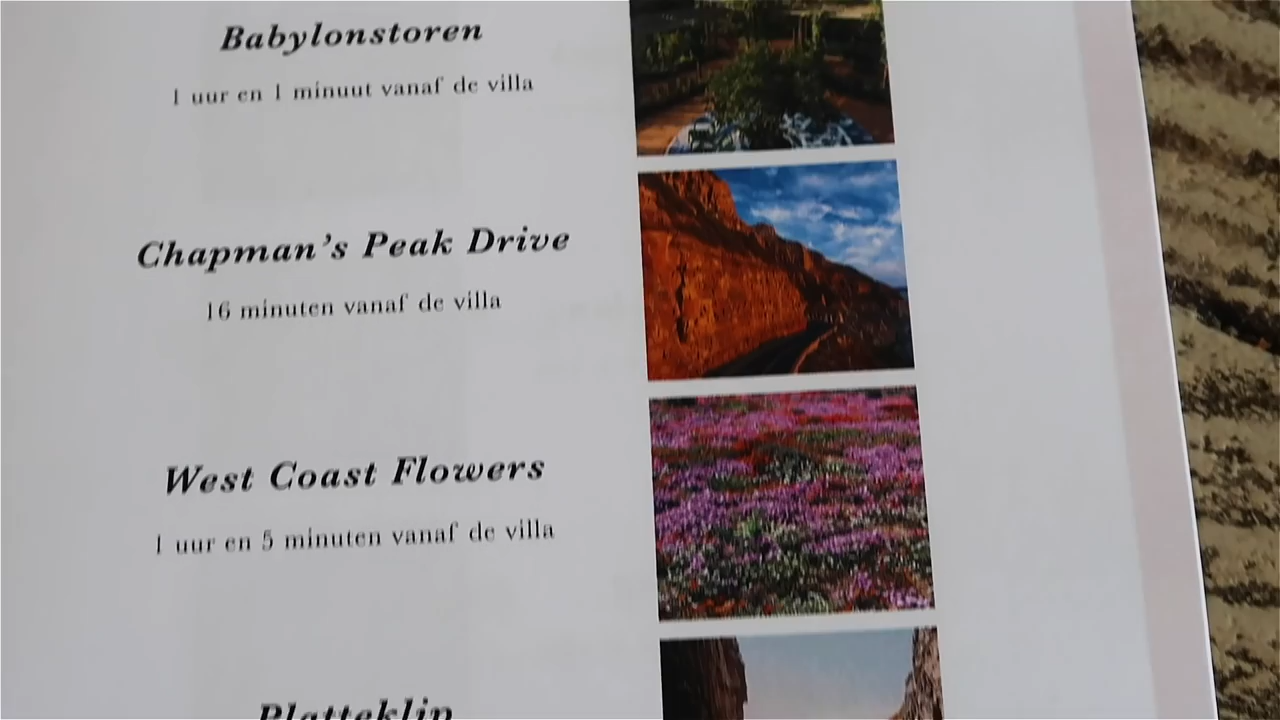 Babylonstoren
1 uur en 1 minuut vanaf de villa
Chapman's Peak Drive
16 minuten vanaf de villa
West Coast Flowers
1 uur en 5 minuten vanaf de villa
Platteklip